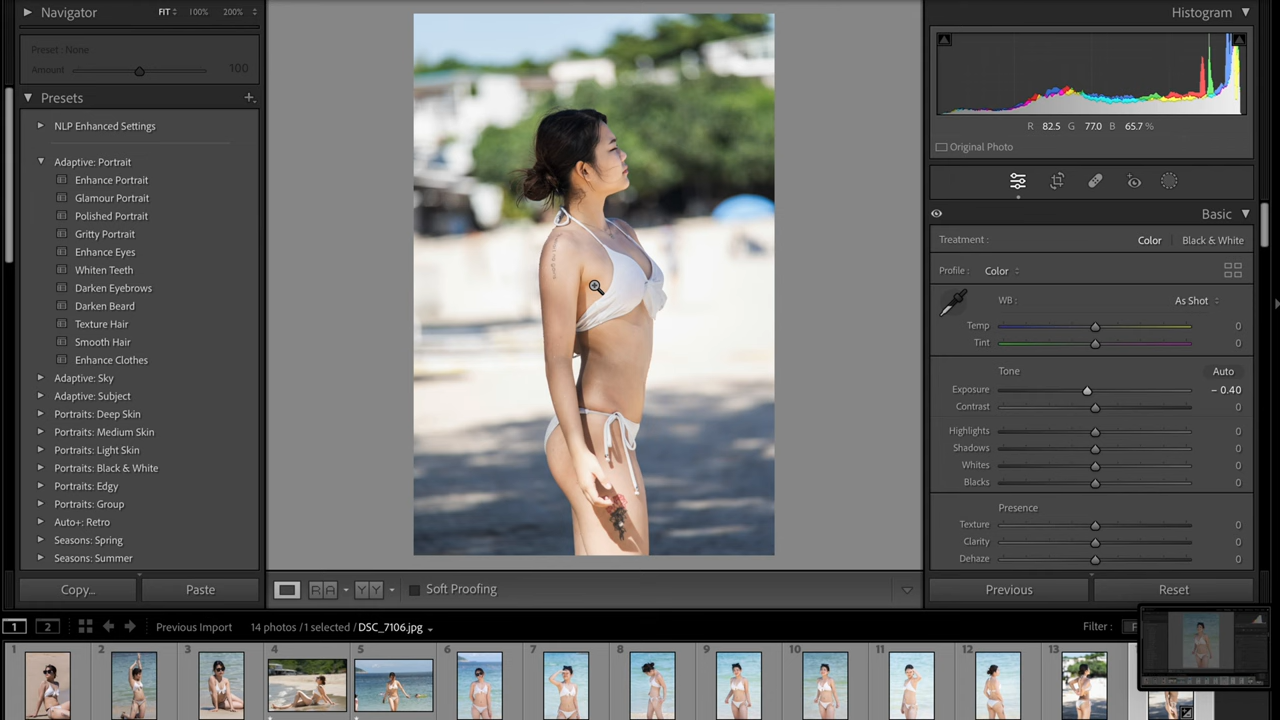 Navigator FIT 100% 200%
Preset : None
Amount 100
Presets
NLP Enhanced Settings
Adaptive: Portrait
Enhance Portrait
Glamour Portrait
Polished Portrait
Gritty Portrait
Enhance Eyes
Whiten Teeth
Darken Eyebrows
Darken Beard
Texture Hair
Smooth Hair
Enhance Clothes
Adaptive: Sky
Adaptive: Subject
Portraits: Deep Skin
Portraits: Medium Skin
Portraits: Light Skin
Portraits: Black & White
Portraits: Edgy
Portraits: Group
Auto+: Retro
Seasons: Spring
Seasons: Summer
Copy... Paste
R A Y Y Soft Proofing
Histogram
R 82.5 G 77.0 B 65.7 %
Original Photo
Basic
Treatment : Color Black & White
Profile : Color
WB : As Shot
Temp 0
Tint 0
Tone Auto
Exposure – 0.40
Contrast 0
Highlights 0
Shadows 0
Whites 0
Blacks 0
Presence
Texture 0
Clarity 0
Dehaze 0
Previous Reset
1 2 Previous Import 14 photos / 1 selected / DSC_7106.jpg Filter :
1 2 3 4 5 6 7 8 9 10 11 12 13